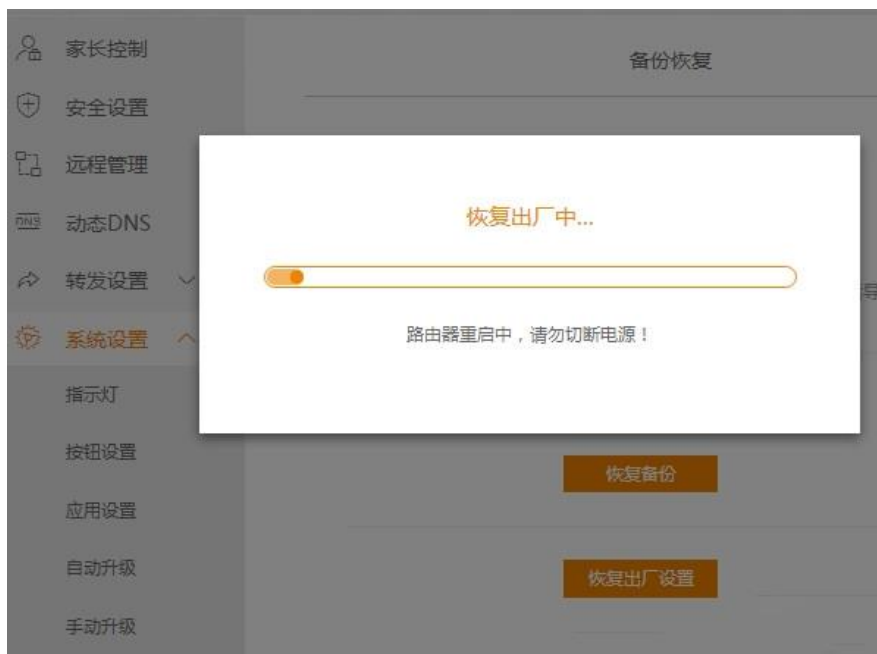 家长控制
安全设置
远程管理
DNS 动态DNS
转发设置
系统设置
指示灯
按钮设置
应用设置
自动升级
手动升级
备份恢复
恢复出厂中...
路由器重启中，请勿切断电源！
导
恢复备份
恢复出厂设置